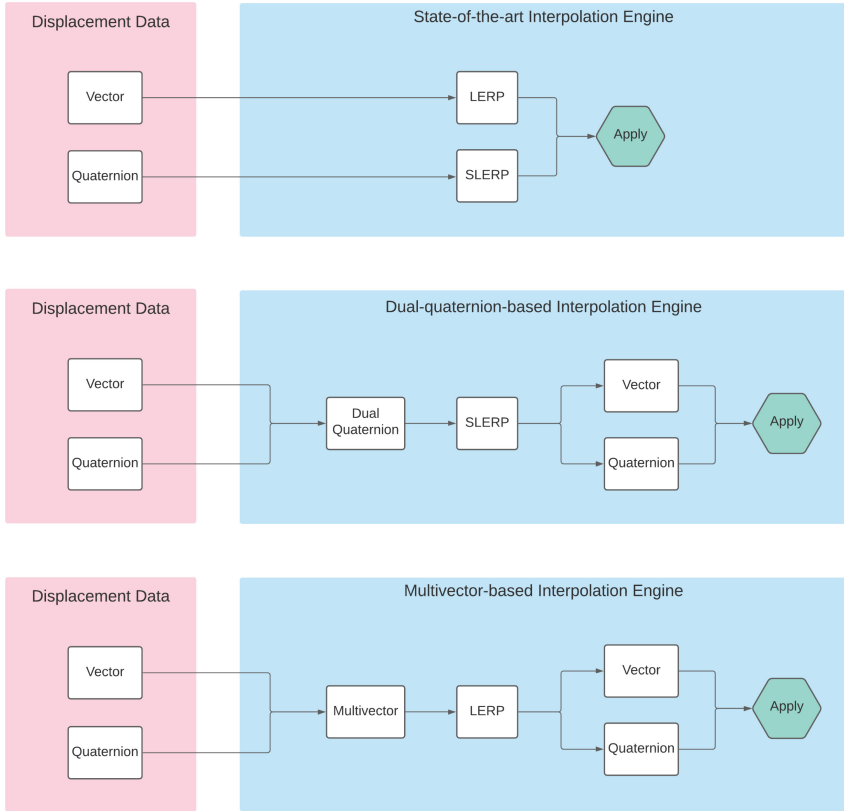 Displacement Data
State-of-the-art Interpolation Engine
Vector
LERP
Apply
Quaternion
SLERP
Displacement Data
Dual-quaternion-based Interpolation Engine
Vector
Quaternion
Dual
Quaternion
SLERP
Vector
Quaternion
Apply
Displacement Data
Multivector-based Interpolation Engine
Vector
Quaternion
Multivector
LERP
Vector
Quaternion
Apply